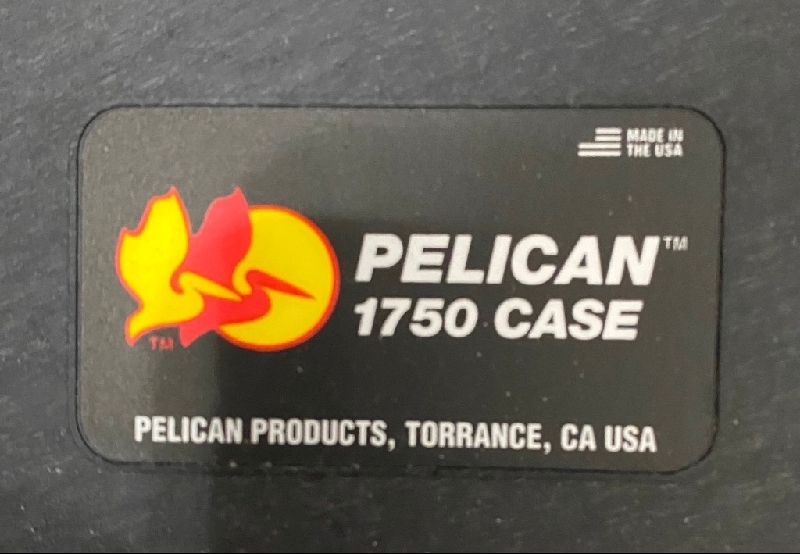 MADE IN
THE USA
PELICAN™
1750 CASE
TM
PELICAN PRODUCTS, TORRANCE, CA USA